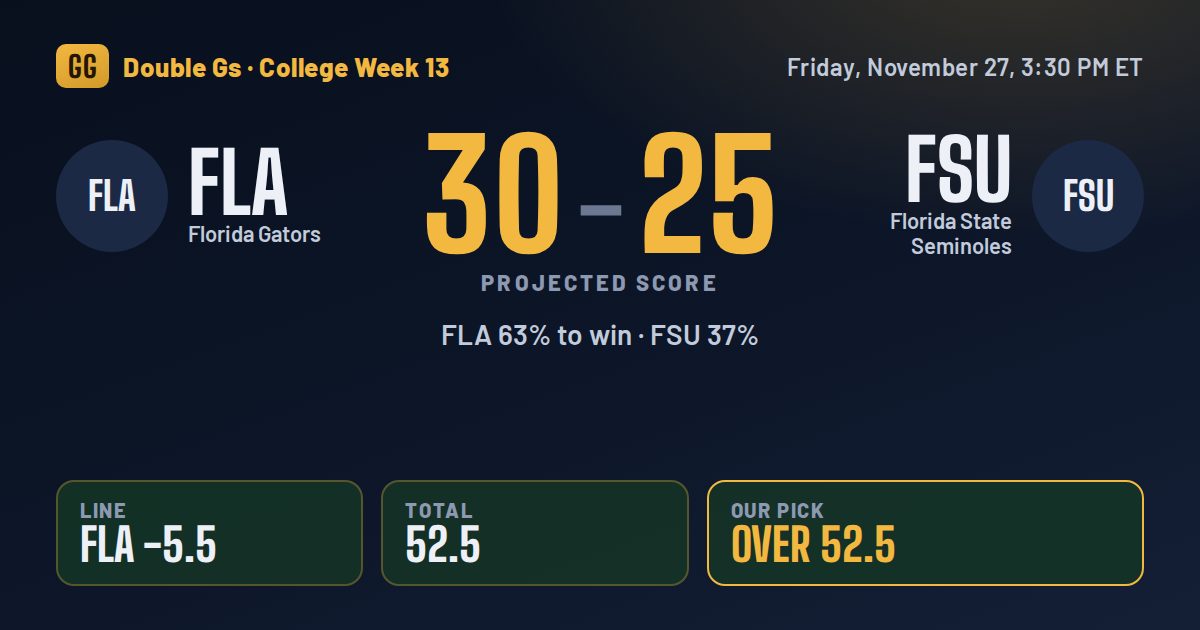 GG
Double Gs · College Week 13
Friday, November 27, 3:30 PM ET
FLA
FLA
Florida Gators
30 – 25
PROJECTED SCORE
FLA 63% to win · FSU 37%
FSU
Florida State
Seminoles
FSU
LINE
FLA −5.5
TOTAL
52.5
OUR PICK
OVER 52.5